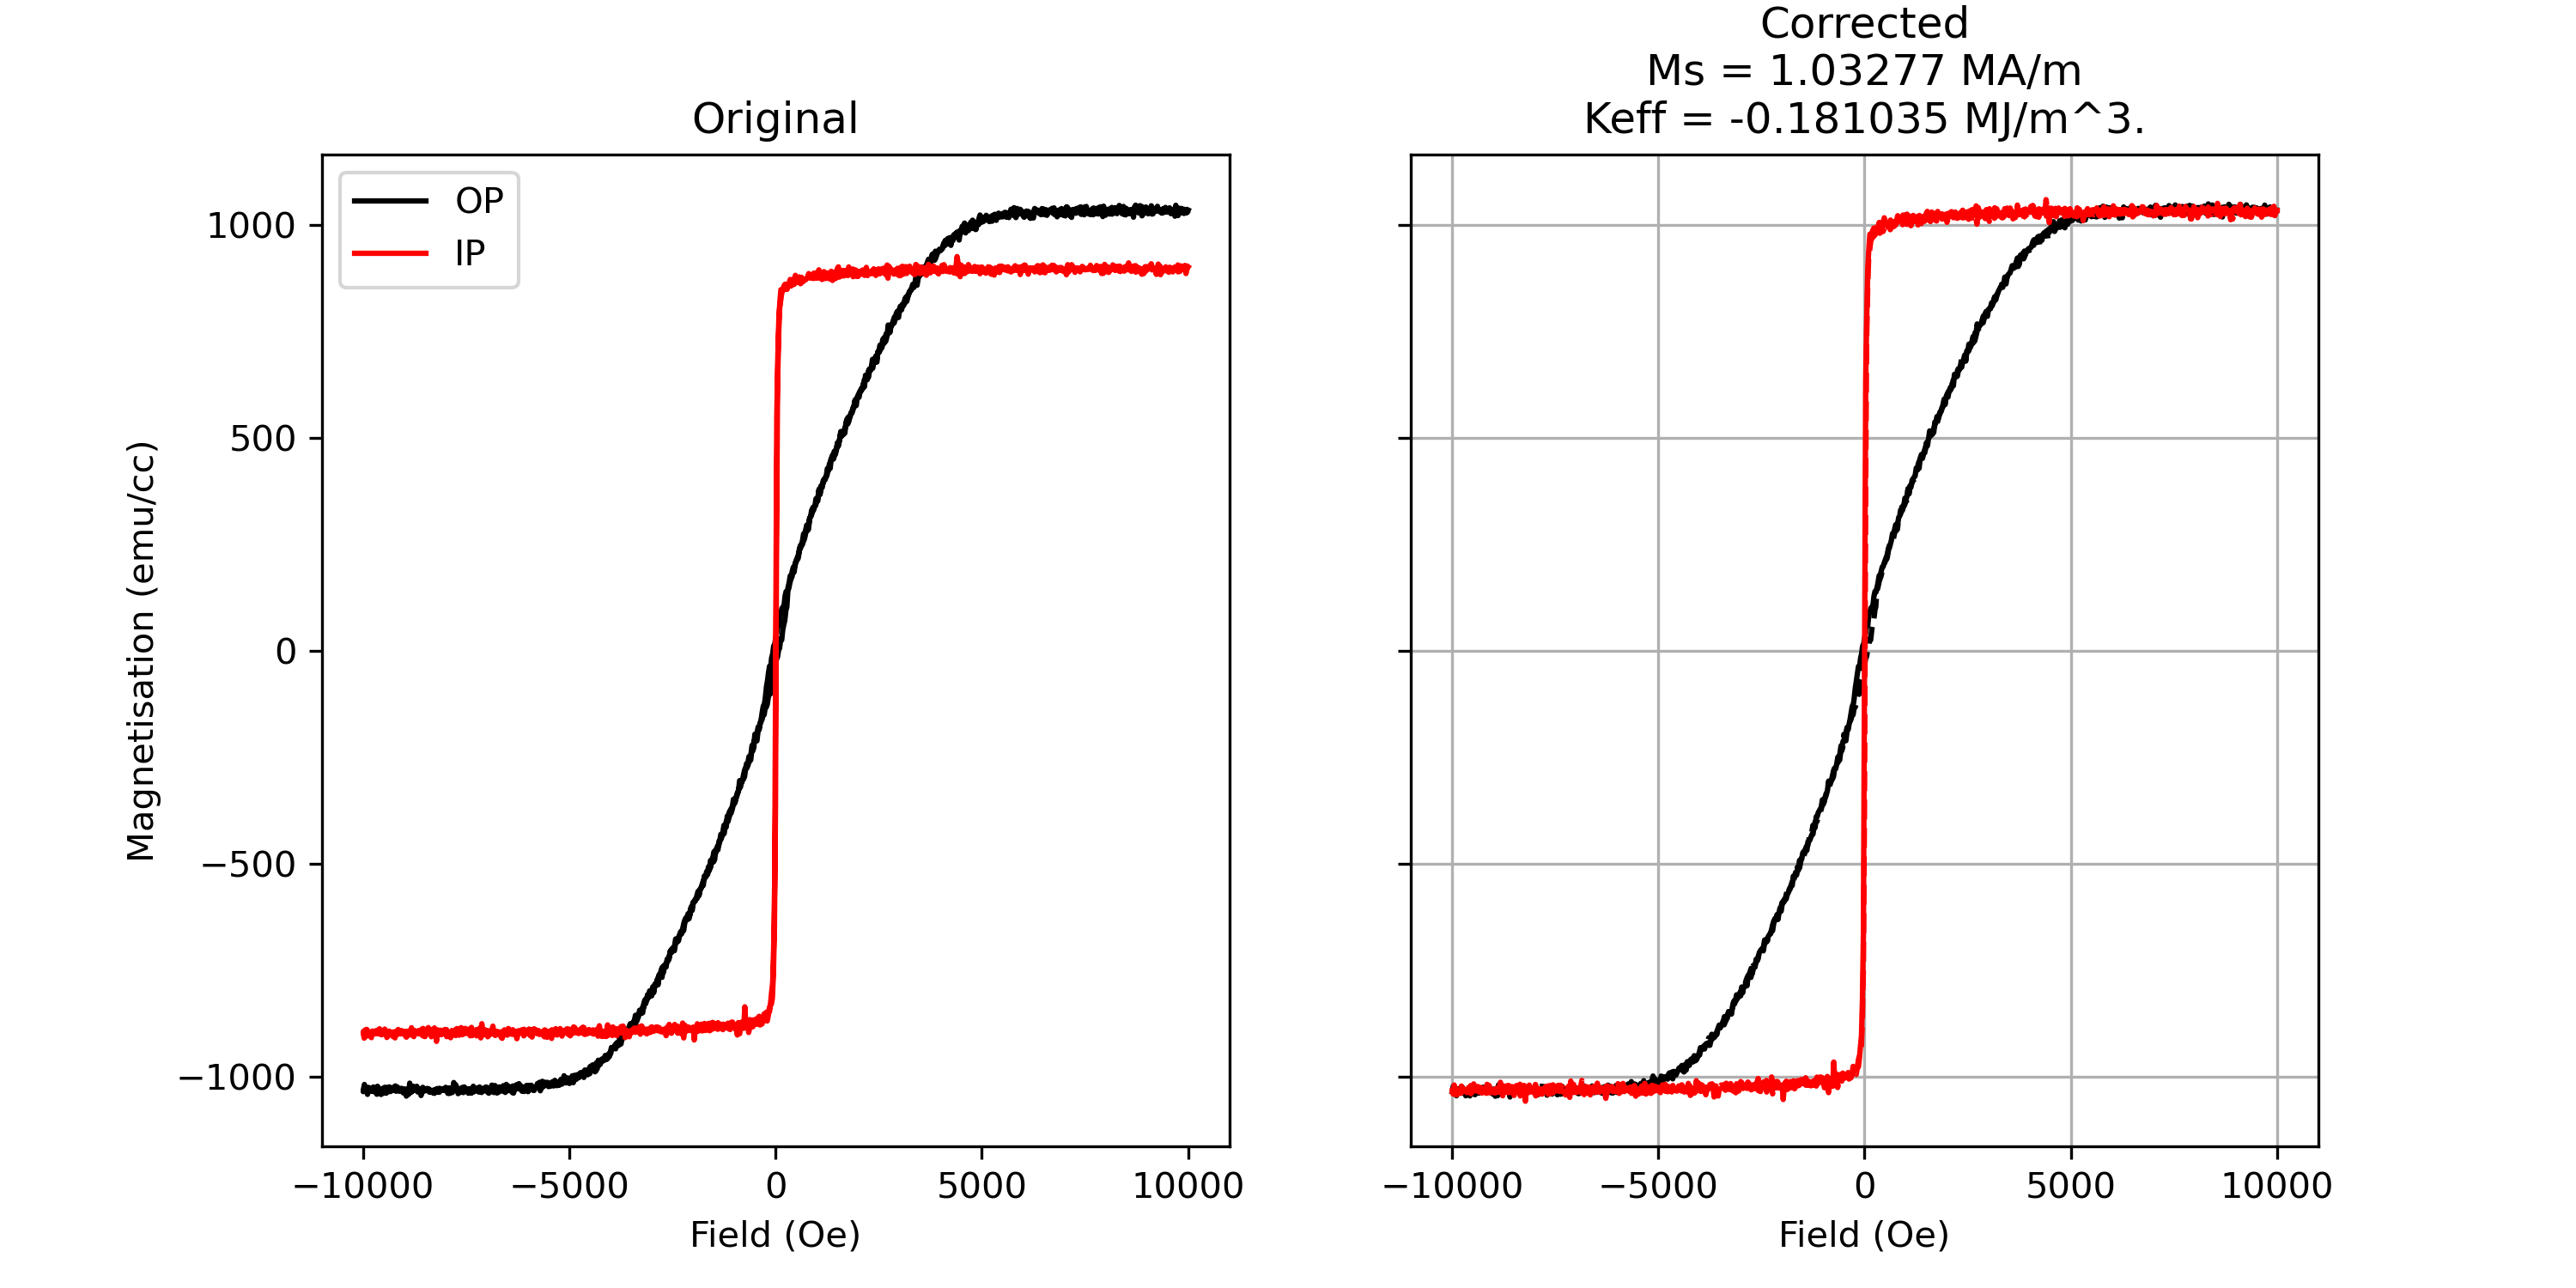 Original
OP
IP
1000
500
0
−500
−1000
Magnetisation (emu/cc)
−10000 −5000 0 5000 10000
Field (Oe)
Corrected
Ms = 1.03277 MA/m
Keff = -0.181035 MJ/m^3.
−10000 −5000 0 5000 10000
Field (Oe)